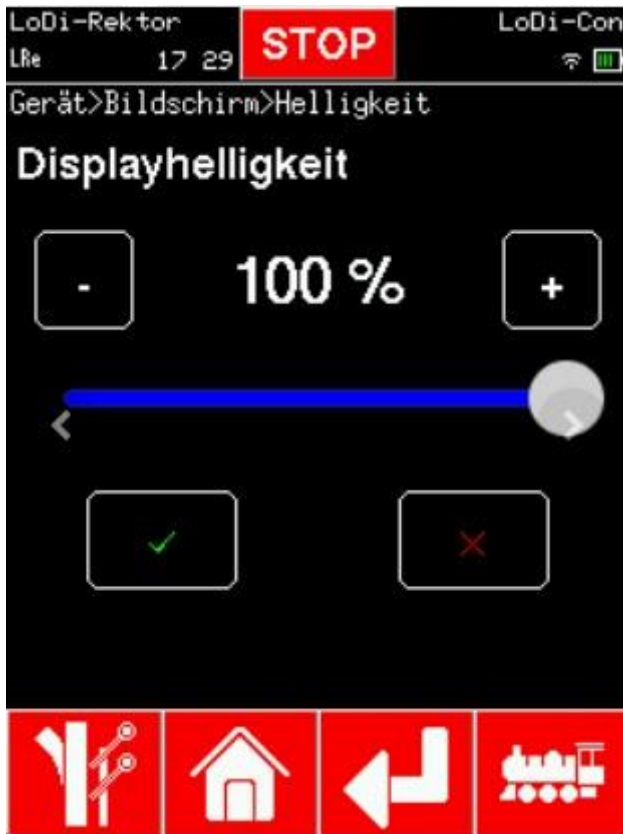 LoDi-Rektor
LoDi-Con
LRe
17 29
STOP
Gerät>Bildschirm>Helligkeit
Displayhelligkeit
-
100 %
+